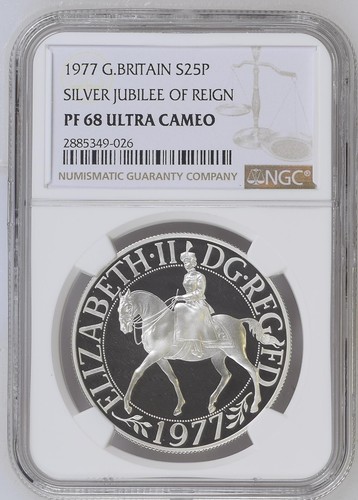 1977 G.BRITAIN S25P
SILVER JUBILEE OF REIGN
PF 68 ULTRA CAMEO
2885349-026
NUMISMATIC GUARANTY COMPANY
NGC®
ELIZABETH·II DG·REG FD
1977